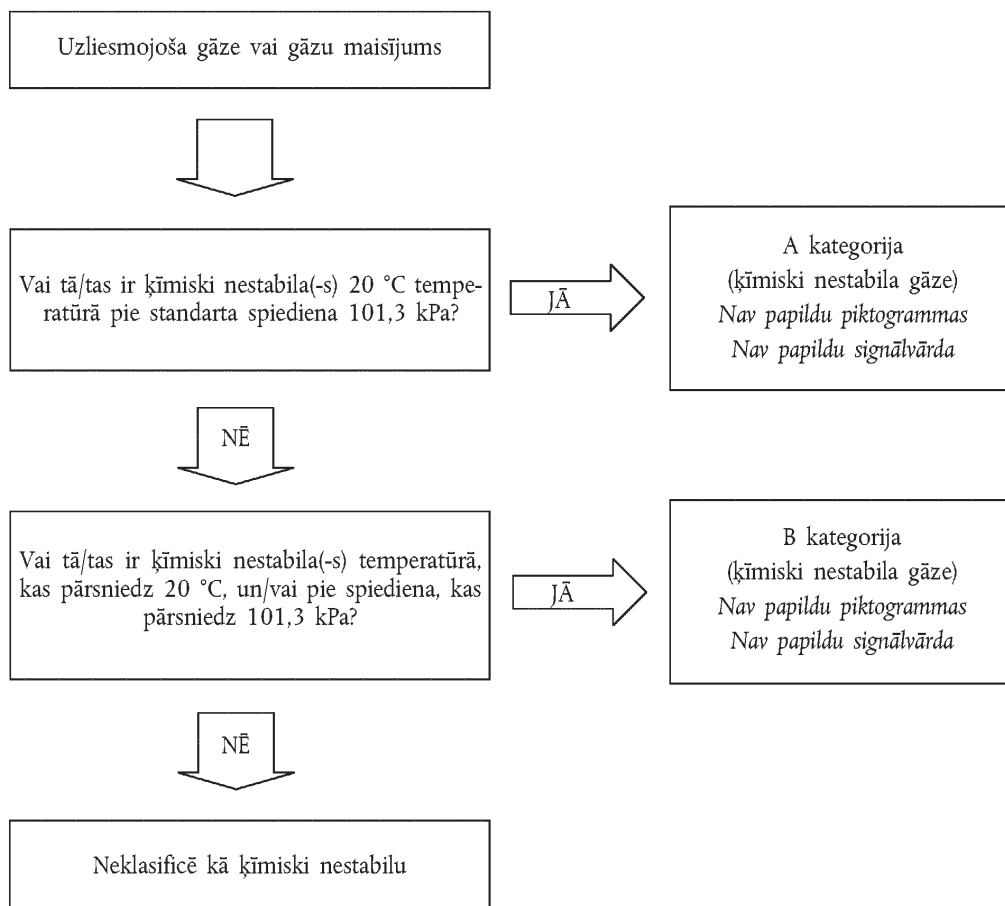 Uzliesmojoša gāze vai gāzu maisījums
Vai tā/tas ir ķīmiski nestabila(-s) 20 °C tempe-
ratūrā pie standarta spiediena 101,3 kPa?
JĀ
A kategorija
(ķīmiski nestabila gāze)
Nav papildu piktogrammas
Nav papildu signālvārda
NĒ
Vai tā/tas ir ķīmiski nestabila(-s) temperatūrā,
kas pārsniedz 20 °C, un/vai pie spiediena, kas
pārsniedz 101,3 kPa?
JĀ
B kategorija
(ķīmiski nestabila gāze)
Nav papildu piktogrammas
Nav papildu signālvārda
NĒ
Neklasificē kā ķīmiski nestabilu